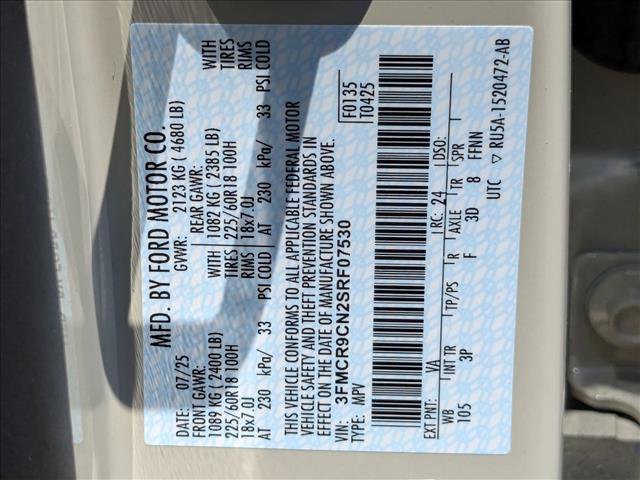 MFD. BY FORD MOTOR CO.
DATE: 07/25 GVWR: 2123 KG ( 4680 LB)
FRONT GAWR: REAR GAWR: WITH
1089 KG ( 2400 LB) 1082 KG ( 2385 LB) TIRES
225/60R18 100H 225/60R18 100H RIMS
18x7.0J 18x7.0J
AT 230 kPa/ 33 PSI COLD AT 230 kPa/ 33 PSI COLD
THIS VEHICLE CONFORMS TO ALL APPLICABLE FEDERAL MOTOR
VEHICLE SAFETY AND THEFT PREVENTION STANDARDS IN
EFFECT ON THE DATE OF MANUFACTURE SHOWN ABOVE.
VIN: 3FMCR9CN2SRF07530 F0135
TYPE: MPV T0425
EXT PNT: VA RC: 24 DSO:
WB INT TR TP/PS R AXLE TR SPR
105 3P F 3D 8 FFNN
UTC ▽ RU5A-1520472-AB